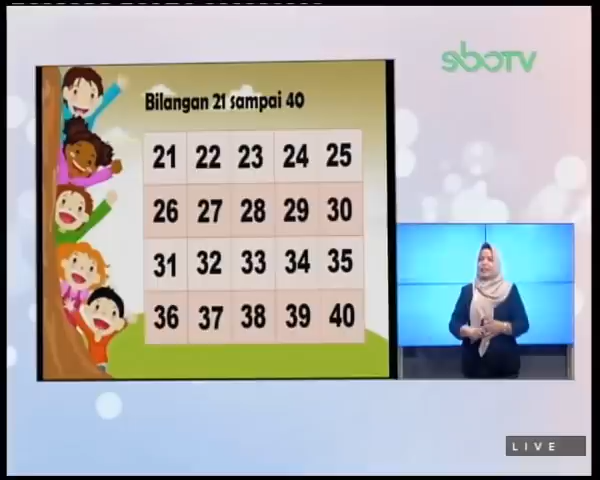 sboTV
Bilangan 21 sampai 40
21 22 23 24 25
26 27 28 29 30
31 32 33 34 35
36 37 38 39 40
LIVE